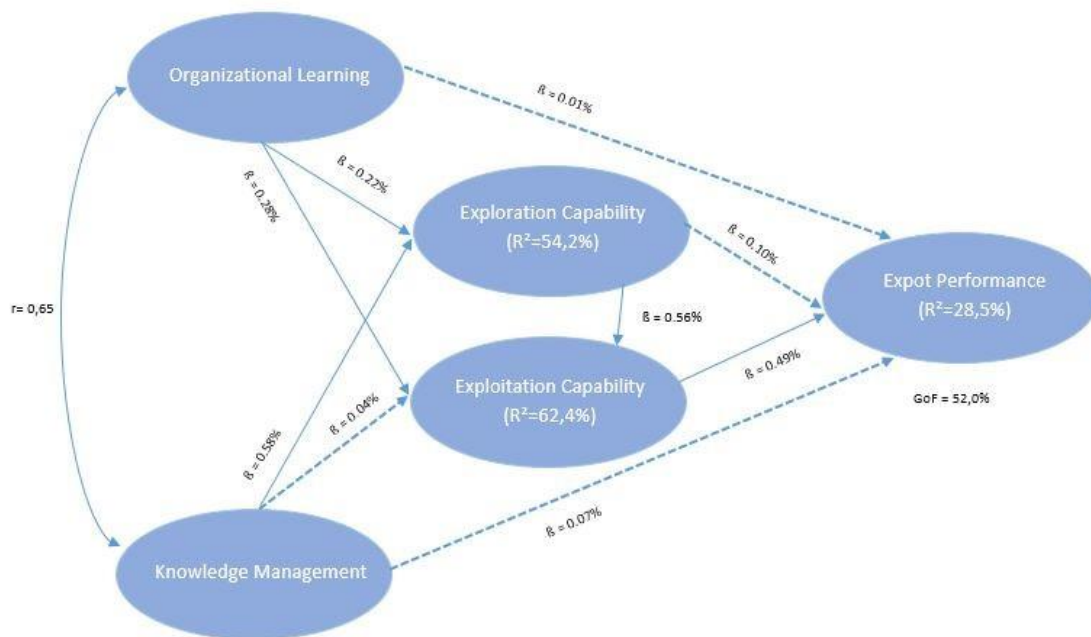 Organizational Learning
ß = 0.01%
ß = 0.22%
ß = 0.28%
Exploration Capability
(R²=54,2%)
ß = 0.10%
Expot Performance
(R²=28,5%)
r= 0,65
ß = 0.56%
Exploitation Capability
(R²=62,4%)
ß = 0.49%
GoF = 52,0%
ß = 0.04%
ß = 0.58%
ß = 0.07%
Knowledge Management